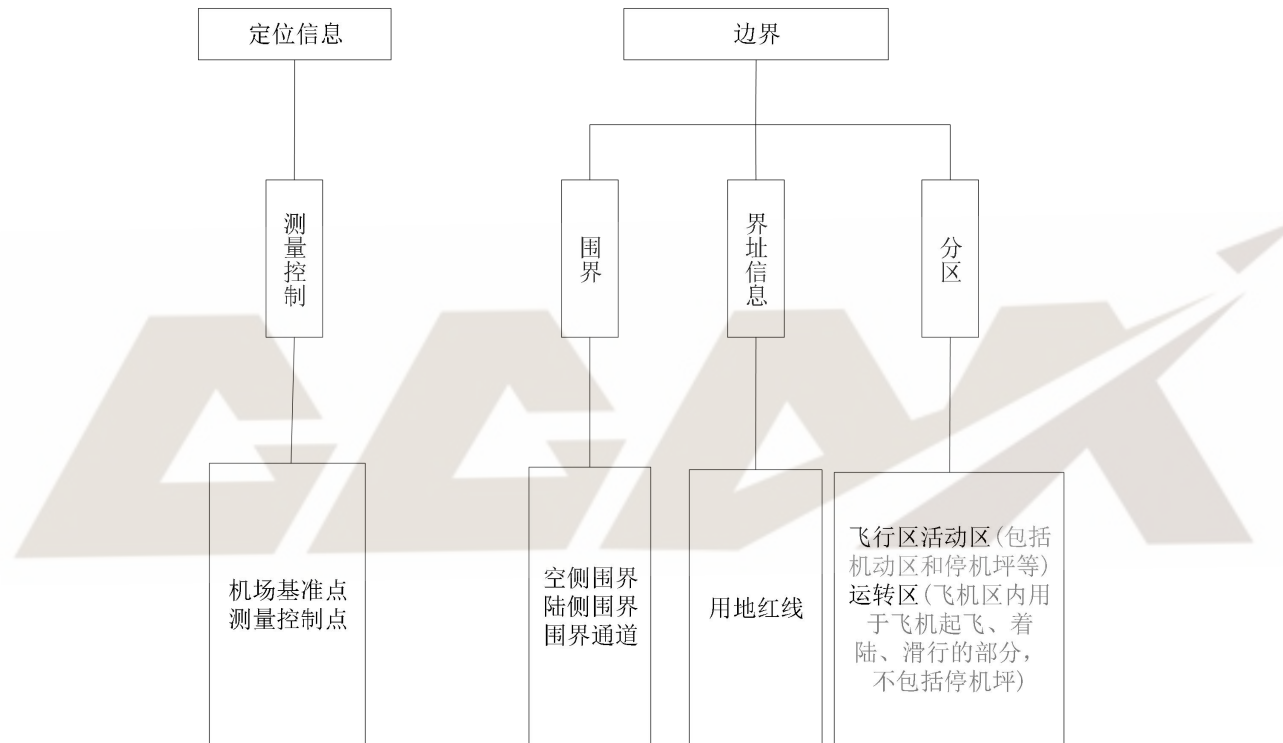 定位信息
边界
测量控制
围界
界址信息
分区
机场基准点
测量控制点
空侧围界
陆侧围界
围界通道
用地红线
飞行区活动区(包括
机动区和停机坪等)
运转区(飞机区内用
于飞机起飞、着
陆、滑行的部分，
不包括停机坪)
CCAX